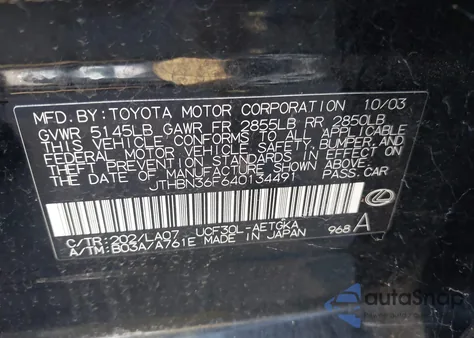 MFD. BY: TOYOTA MOTOR CORPORATION 10/03
GVWR 5145LB GAWR FR 2855LB RR 2850LB
THIS VEHICLE CONFORMS TO ALL APPLICABLE
FEDERAL MOTOR VEHICLE SAFETY, BUMPER, AND
THEFT PREVENTION STANDARDS IN EFFECT ON
THE DATE OF MANUFACTURE SHOWN ABOVE.
JTHBN36F640134491 PASS. CAR
C/TR: 202/LA07 UCF30L-AETGKA
A/TM: B03A/A761E MADE IN JAPAN 968 A
autaSnap